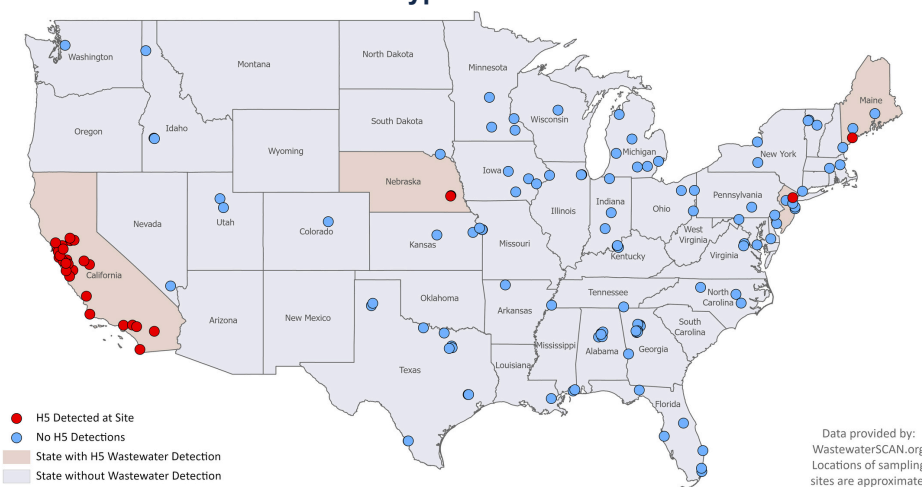 Washington
Montana
North Dakota
Minnesota
Maine
Oregon
Idaho
South Dakota
Wisconsin
Michigan
New York
Wyoming
Nebraska
Iowa
Pennsylvania
Nevada
Utah
Colorado
Kansas
Missouri
Illinois
Indiana
Ohio
West
Virginia
Virginia
Kentucky
California
Arizona
New Mexico
Oklahoma
Arkansas
Tennessee
North
Carolina
South
Carolina
Texas
Louisiana
Mississippi
Alabama
Georgia
Florida
H5 Detected at Site
No H5 Detections
State with H5 Wastewater Detection
State without Wastewater Detection
Data provided by:
WastewaterSCAN.org
Locations of sampling
sites are approximate